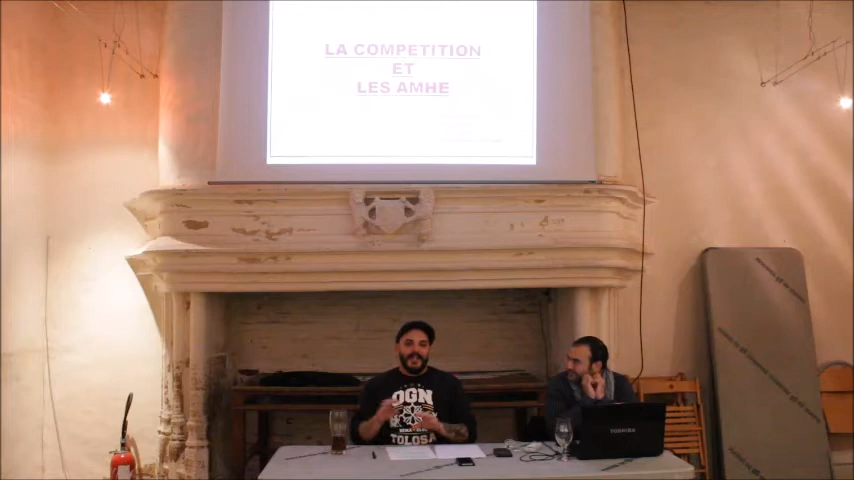 LA COMPETITION
ET
LES AMHE
OGN
TOLOSA
TOSHIBA